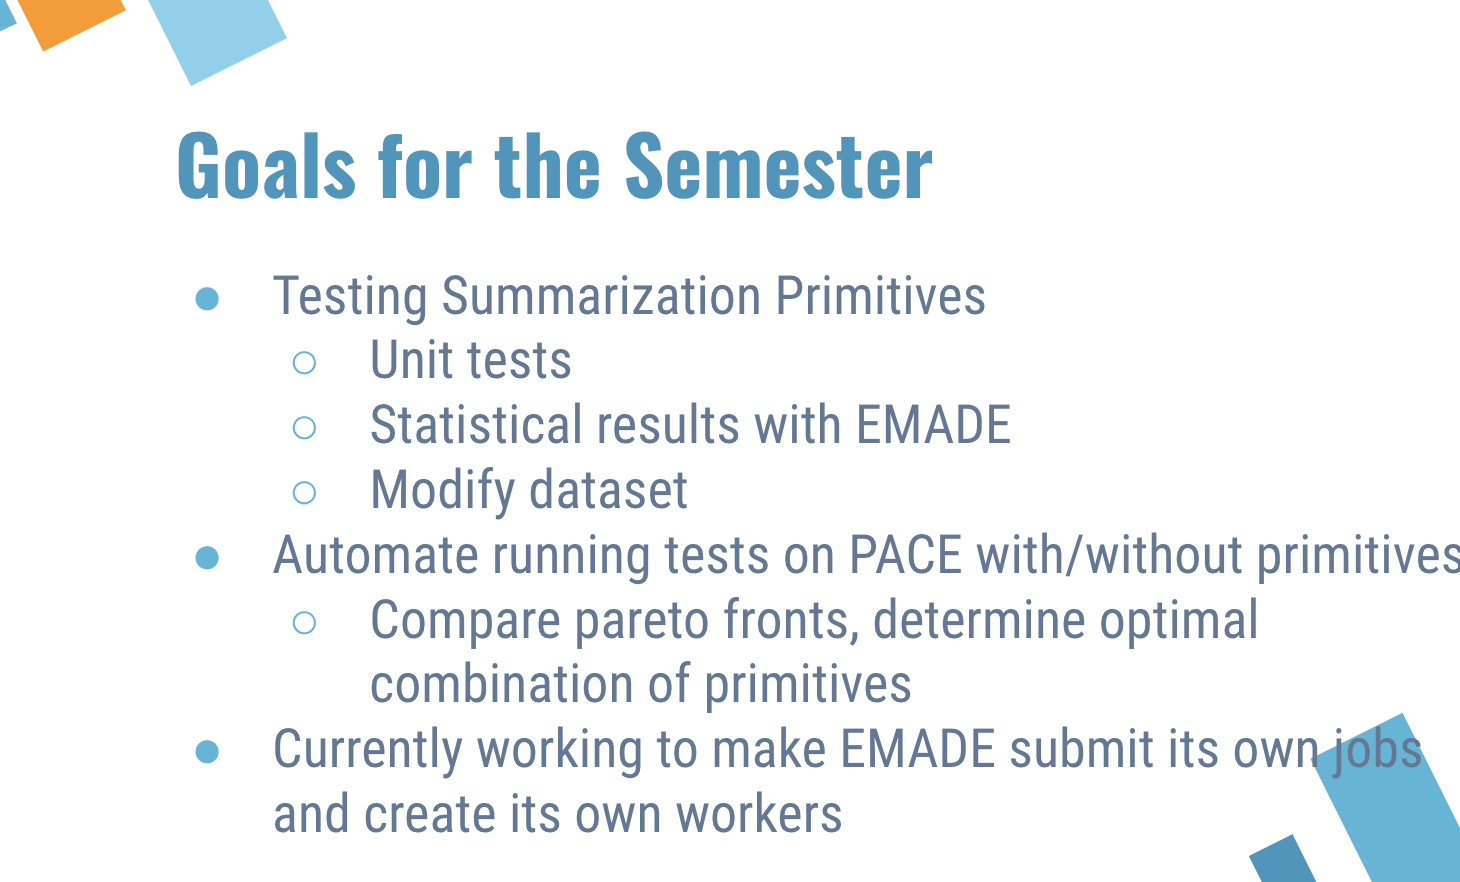 Goals for the Semester
● Testing Summarization Primitives
○ Unit tests
○ Statistical results with EMADE
○ Modify dataset
● Automate running tests on PACE with/without primitives
○ Compare pareto fronts, determine optimal
combination of primitives
● Currently working to make EMADE submit its own jobs
and create its own workers